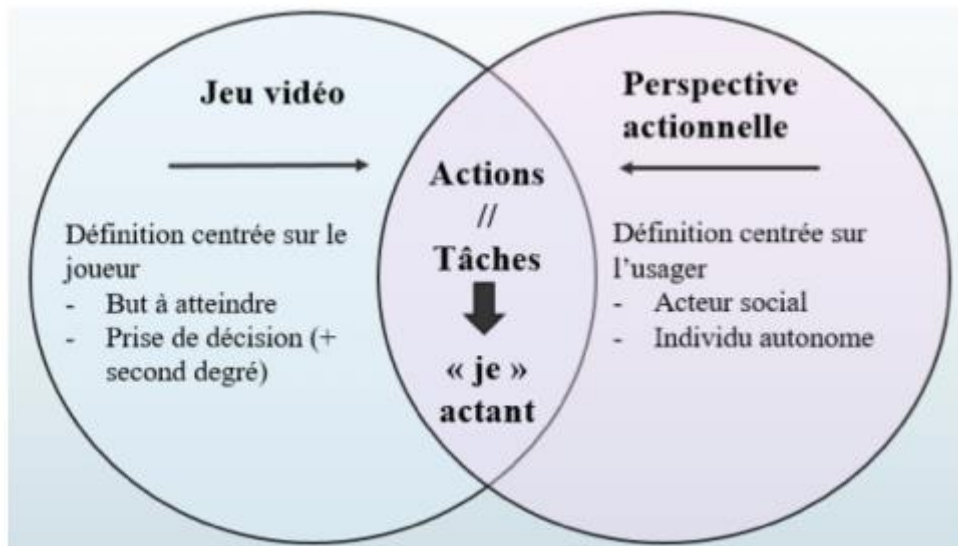 Jeu vidéo
Définition centrée sur le
joueur
- But à atteindre
- Prise de décision (+
second degré)
Actions
//
Tâches
« je »
actant
Perspective
actionnelle
Définition centrée sur
l’usager
- Acteur social
- Individu autonome